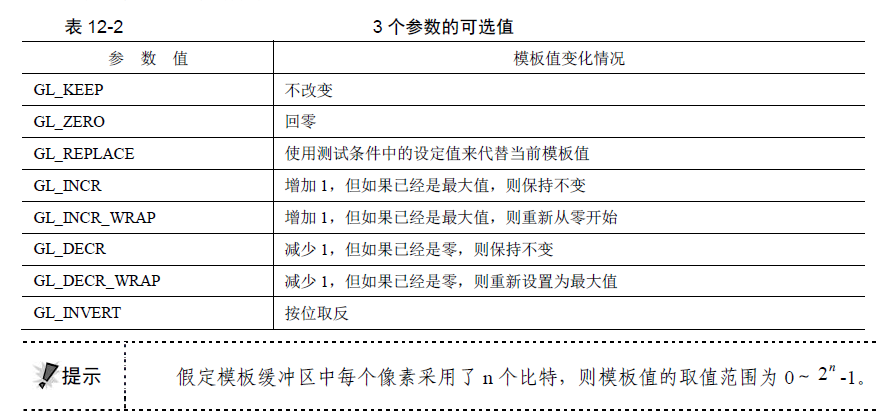 表 12-2 3 个参数的可选值
参 数 值 模板值变化情况
GL_KEEP 不改变
GL_ZERO 回零
GL_REPLACE 使用测试条件中的设定值来代替当前模板值
GL_INCR 增加 1，但如果已经是最大值，则保持不变
GL_INCR_WRAP 增加 1，但如果已经是最大值，则重新从零开始
GL_DECR 减少 1，但如果已经是零，则保持不变
GL_DECR_WRAP 减少 1，但如果已经是零，则重新设置为最大值
GL_INVERT 按位取反
提示 假定模板缓冲区中每个像素采用了 n 个比特，则模板值的取值范围为 0～2ⁿ-1。